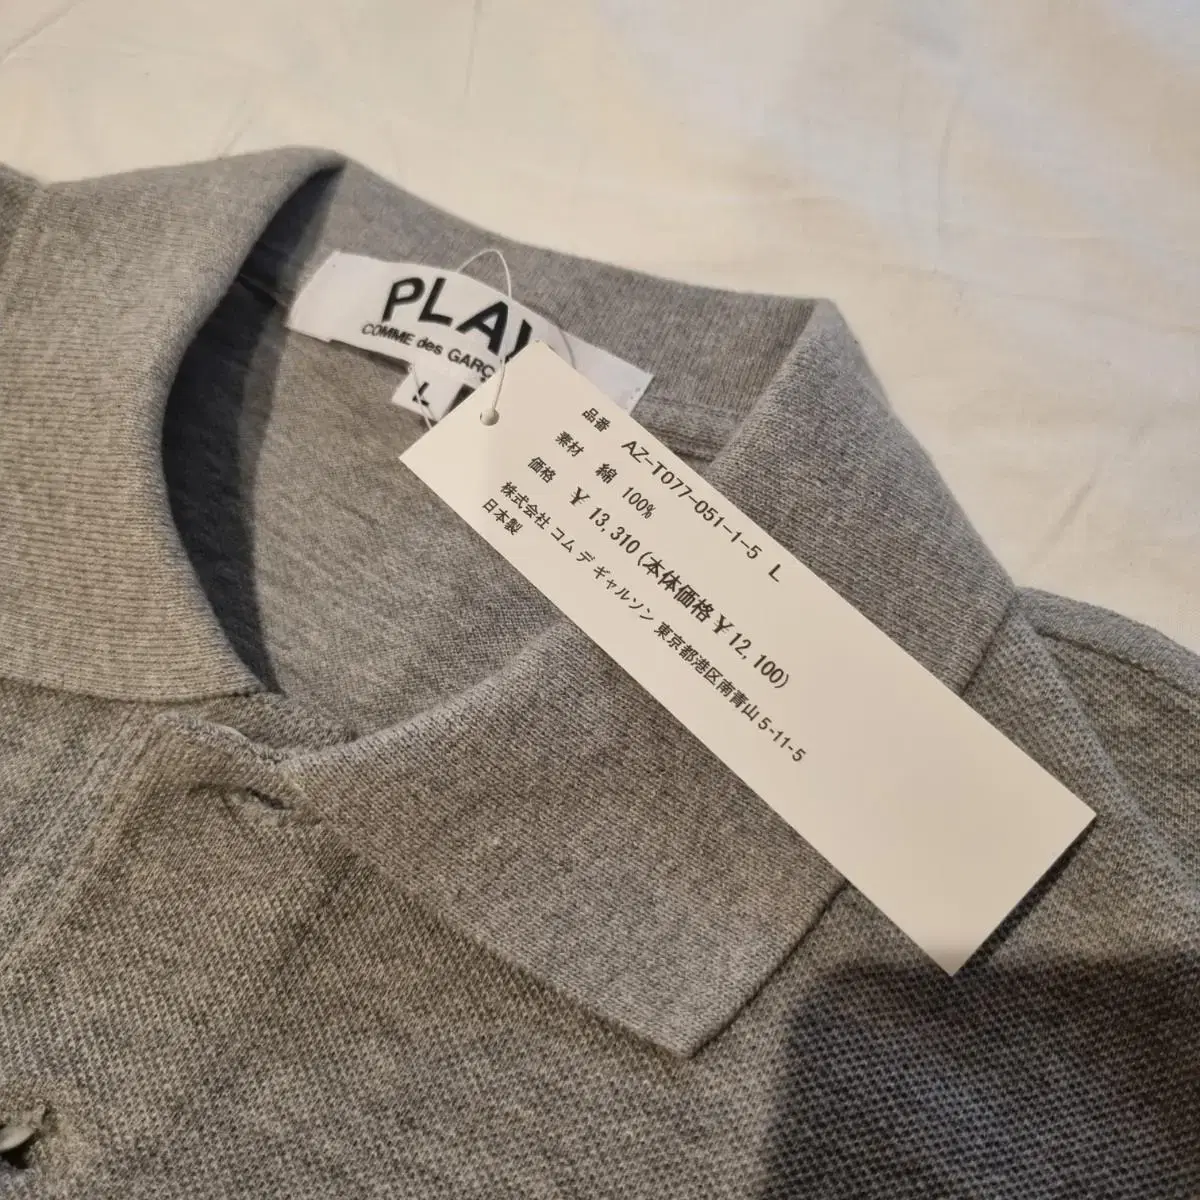 PLAY
COMME des GARÇ
L
品番 AZ-T077-051-1-5 L
素材 綿 100%
価格 ¥ 13,310 (本体価格 ¥ 12,100)
株式会社 コム デ ギャルソン 東京都港区南青山 5-11-5
日本製